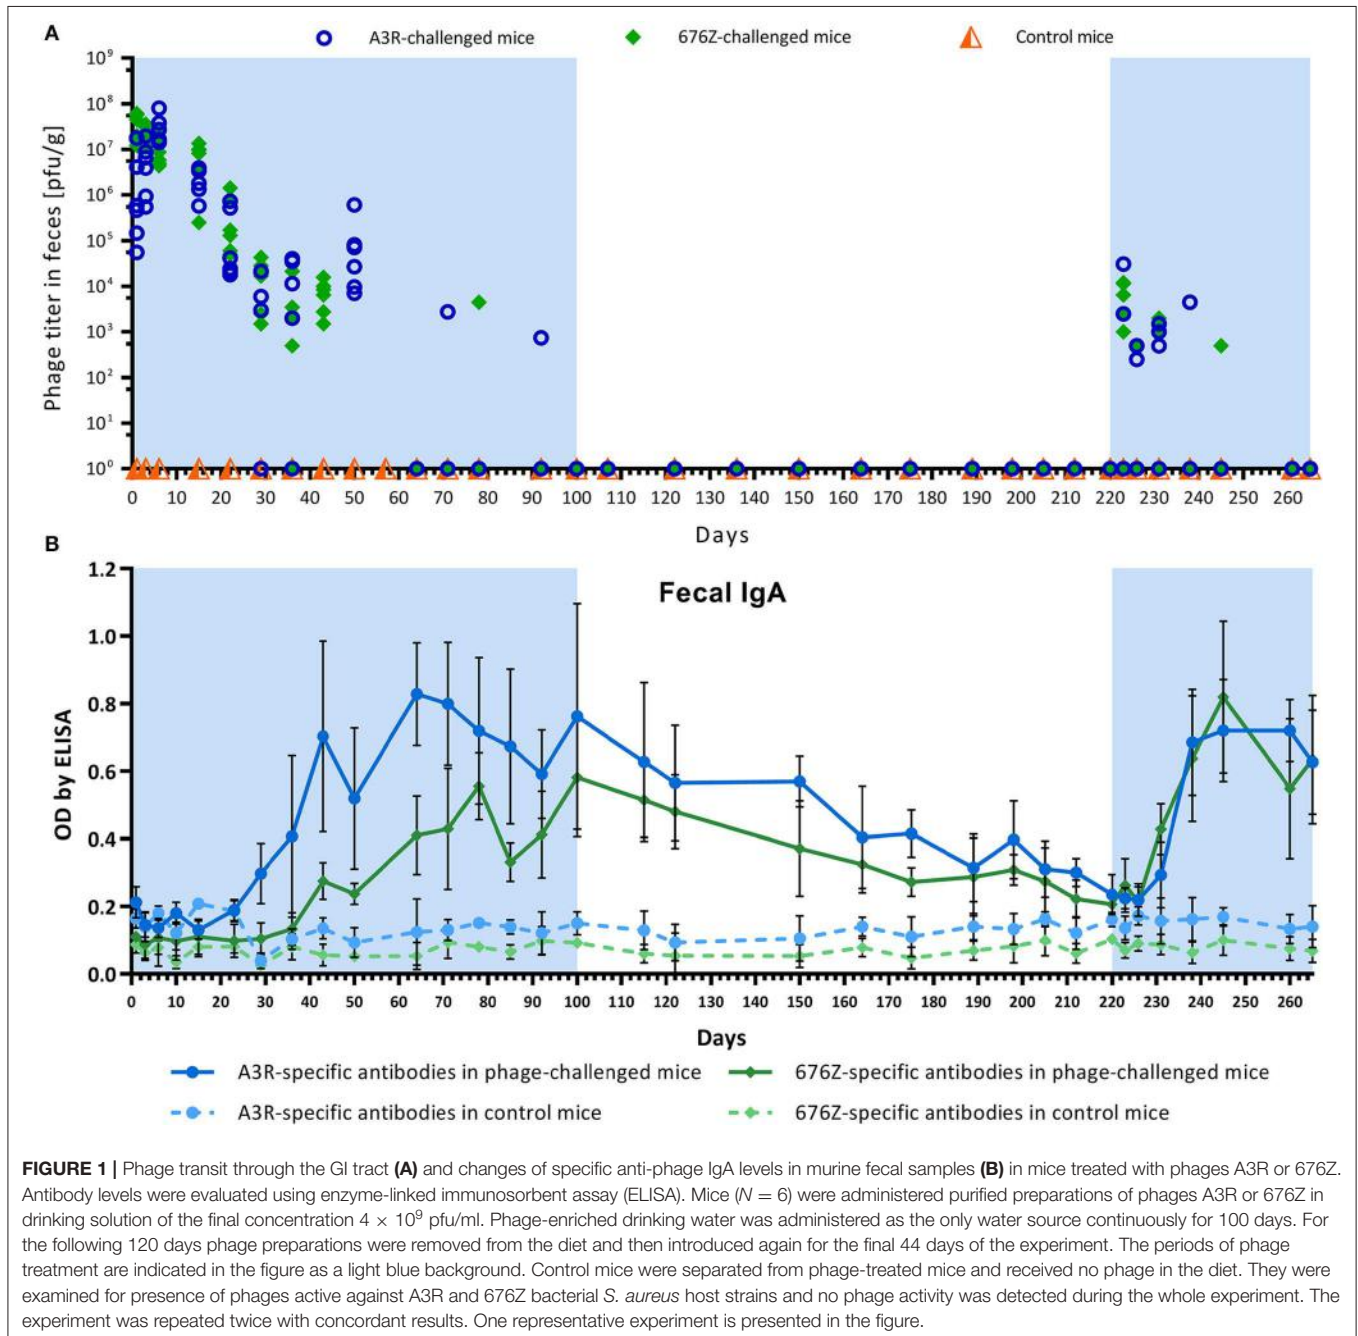 A
A3R-challenged mice 676Z-challenged mice Control mice
Phage titer in feces [pfu/g]
10⁹
10⁸
10⁷
10⁶
10⁵
10⁴
10³
10²
10¹
10⁰
0 10 20 30 40 50 60 70 80 90 100 110 120 130 140 150 160 170 180 190 200 210 220 230 240 250 260
Days
B
Fecal IgA
OD by ELISA
1.2
1.0
0.8
0.6
0.4
0.2
0.0
0 10 20 30 40 50 60 70 80 90 100 110 120 130 140 150 160 170 180 190 200 210 220 230 240 250 260
Days
A3R-specific antibodies in phage-challenged mice 676Z-specific antibodies in phage-challenged mice
A3R-specific antibodies in control mice 676Z-specific antibodies in control mice
FIGURE 1 | Phage transit through the GI tract (A) and changes of specific anti-phage IgA levels in murine fecal samples (B) in mice treated with phages A3R or 676Z.
Antibody levels were evaluated using enzyme-linked immunosorbent assay (ELISA). Mice (N = 6) were administered purified preparations of phages A3R or 676Z in
drinking solution of the final concentration 4 × 10⁹ pfu/ml. Phage-enriched drinking water was administered as the only water source continuously for 100 days. For
the following 120 days phage preparations were removed from the diet and then introduced again for the final 44 days of the experiment. The periods of phage
treatment are indicated in the figure as a light blue background. Control mice were separated from phage-treated mice and received no phage in the diet. They were
examined for presence of phages active against A3R and 676Z bacterial S. aureus host strains and no phage activity was detected during the whole experiment. The
experiment was repeated twice with concordant results. One representative experiment is presented in the figure.